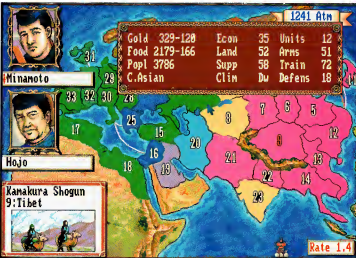 1241 Atm
Gold 329-120 Econ 35 Units 12
Food 2179-166 Land 52 Arms 51
Popl 3786 Supp 58 Train 72
C.Asian Clim Dw Defens 18
Minamoto
Hojo
Kamakura Shogun
9:Tibet
31
29
33 32 30 28
25
17
15
16
18
19
20
8
7 6 5
9
12
13
21
22
14
23
Rate 1.4